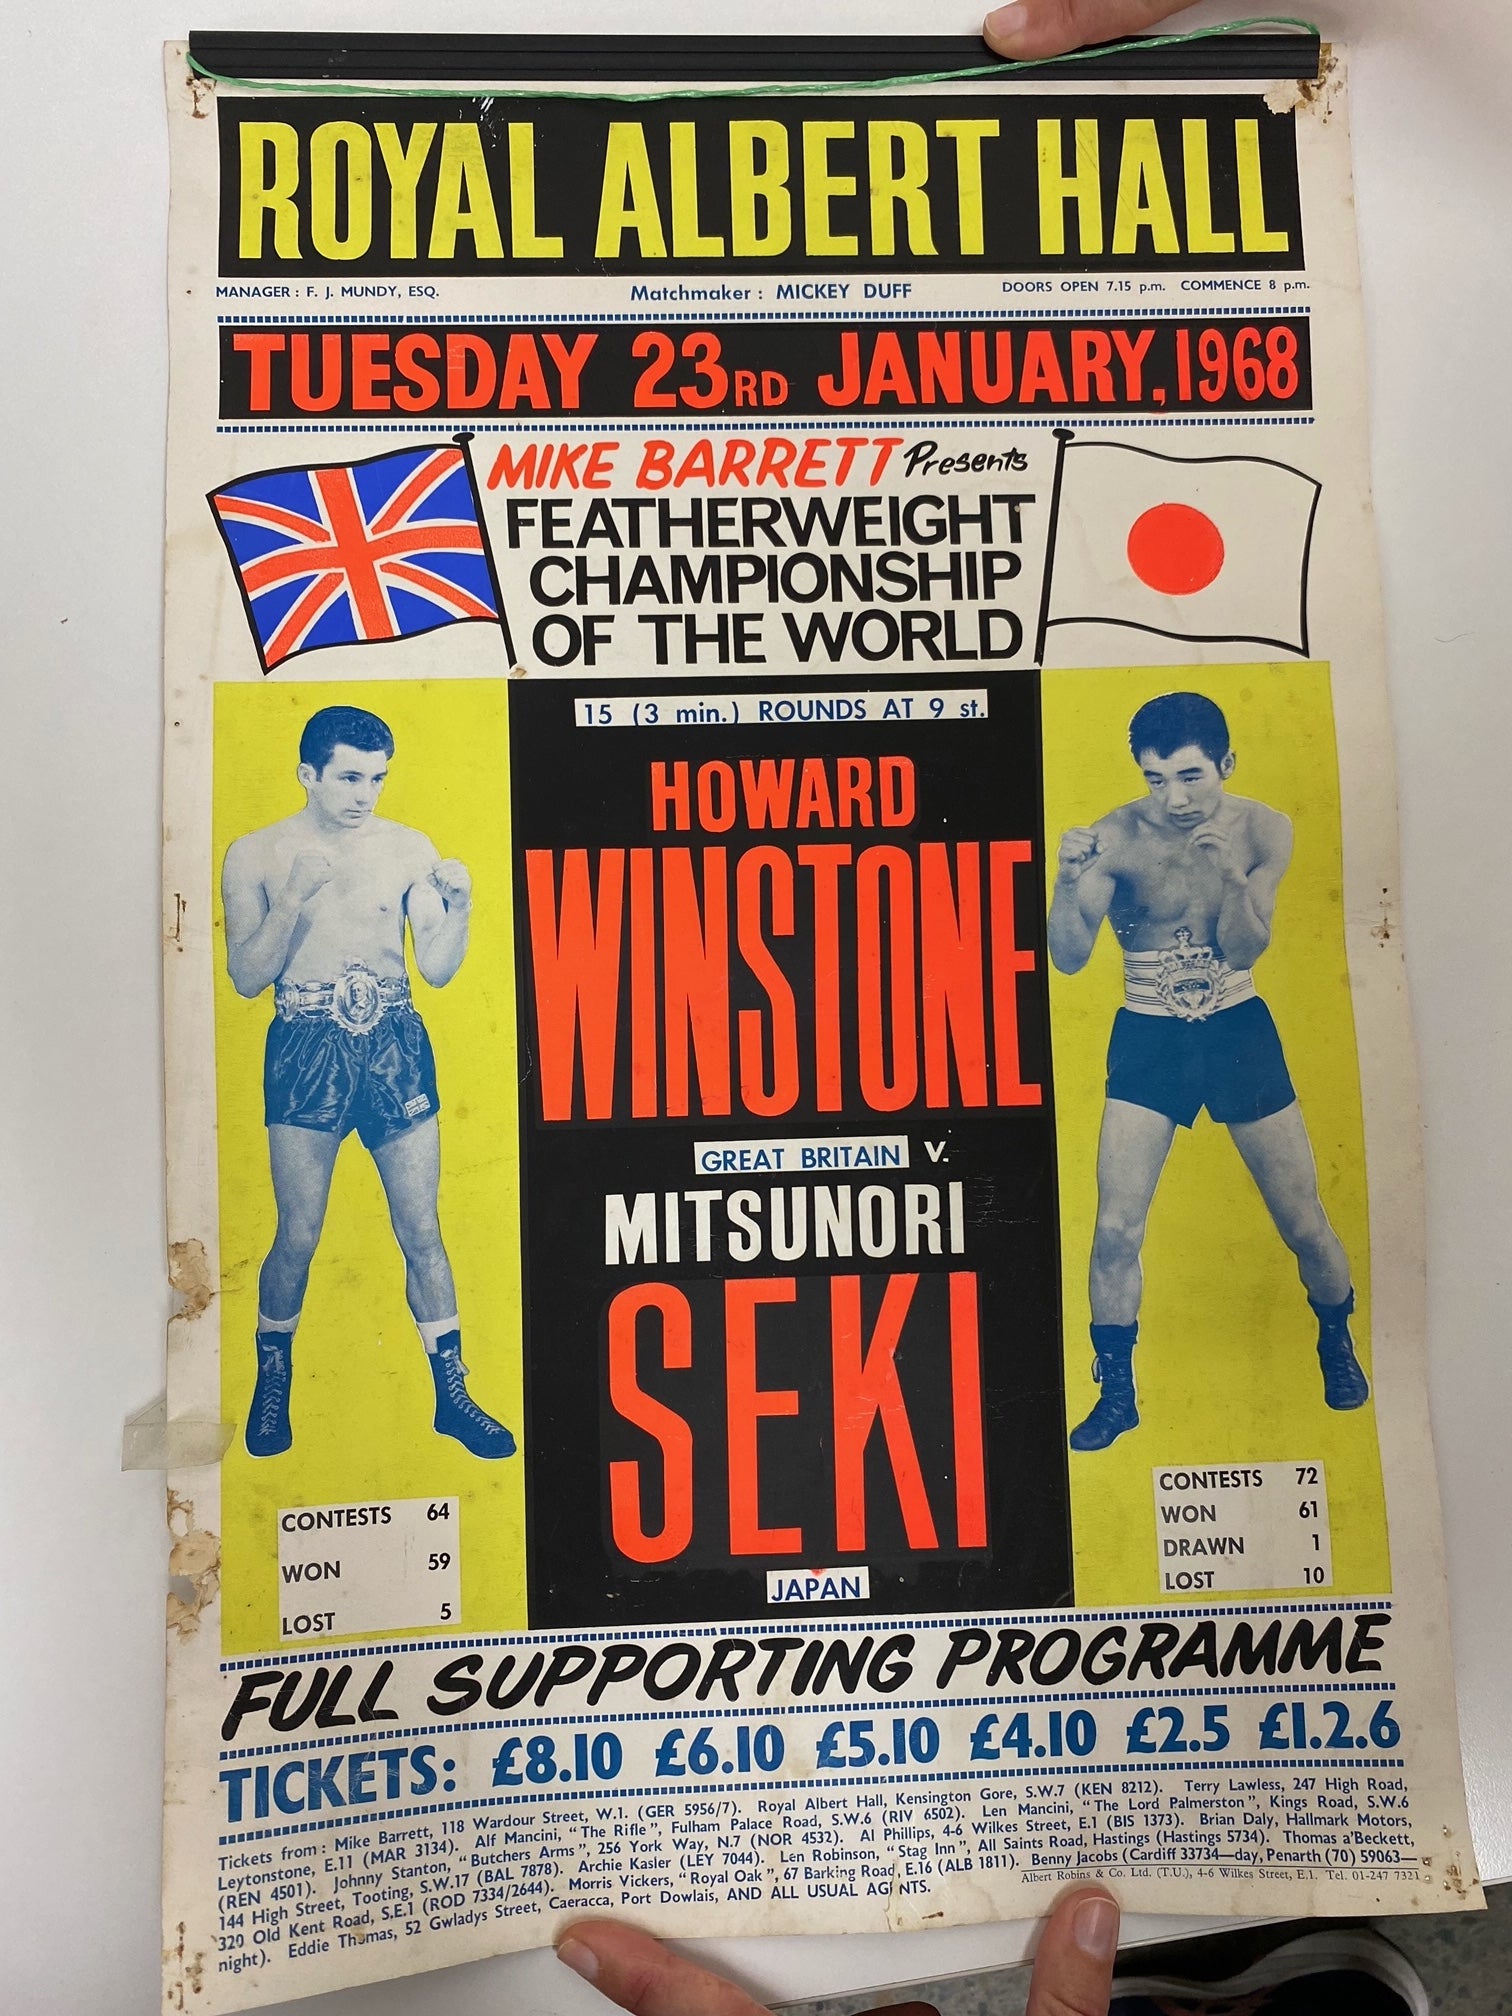 ROYAL ALBERT HALL
MANAGER : F. J. MUNDY, ESQ. Matchmaker : MICKEY DUFF DOORS OPEN 7.15 p.m. COMMENCE 8 p.m.
TUESDAY 23RD JANUARY, 1968
MIKE BARRETT Presents
FEATHERWEIGHT
CHAMPIONSHIP
OF THE WORLD
15 (3 min.) ROUNDS AT 9 st.
HOWARD
WINSTONE
GREAT BRITAIN V.
MITSUNORI
SEKI
JAPAN
CONTESTS 64
WON 59
LOST 5
CONTESTS 72
WON 61
DRAWN 1
LOST 10
FULL SUPPORTING PROGRAMME
TICKETS: £8.10 £6.10 £5.10 £4.10 £2.5 £1.2.6
Tickets from : Mike Barrett, 118 Wardour Street, W.1. (GER 5956/7). Royal Albert Hall, Kensington Gore, S.W.7 (KEN 8212). Terry Lawless, 247 High Road,
Leytonstone, E.11 (MAR 3134). Alf Mancini, "The Rifle", Fulham Palace Road, S.W.6 (RIV 6502). Len Mancini, "The Lord Palmerston", Kings Road, S.W.6
(REN 4501). Johnny Stanton, "Butchers Arms", 256 York Way, N.7 (NOR 4532). Al Phillips, 4-6 Wilkes Street, E.1 (BIS 1373). Brian Daly, Hallmark Motors,
144 High Street, Tooting, S.W.17 (BAL 7878). Archie Kasler (LEY 7044). Len Robinson, "Stag Inn", All Saints Road, Hastings (Hastings 5734). Thomas a'Beckett,
320 Old Kent Road, S.E.1 (ROD 7334/2644). Morris Vickers, "Royal Oak", 67 Barking Road, E.16 (ALB 1811). Benny Jacobs (Cardiff 33734—day, Penarth (70) 59063—
night). Eddie Thomas, 52 Gwladys Street, Caeracca, Port Dowlais, AND ALL USUAL AGENTS.
Albert Robins & Co. Ltd. (T.U.), 4-6 Wilkes Street, E.1. Tel. 01-247 7321